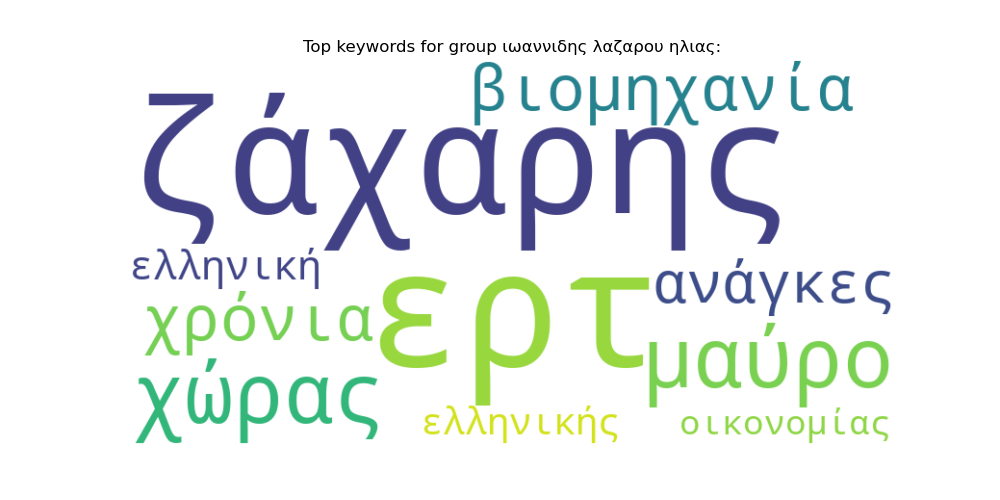 Top keywords for group ιωαννιδης λαζαρου ηλιας:
βιομηχανία
ζάχαρης
ελληνική
ερτ
ανάγκες
χρόνια
μαύρο
χώρας
ελληνικής
οικονομίας